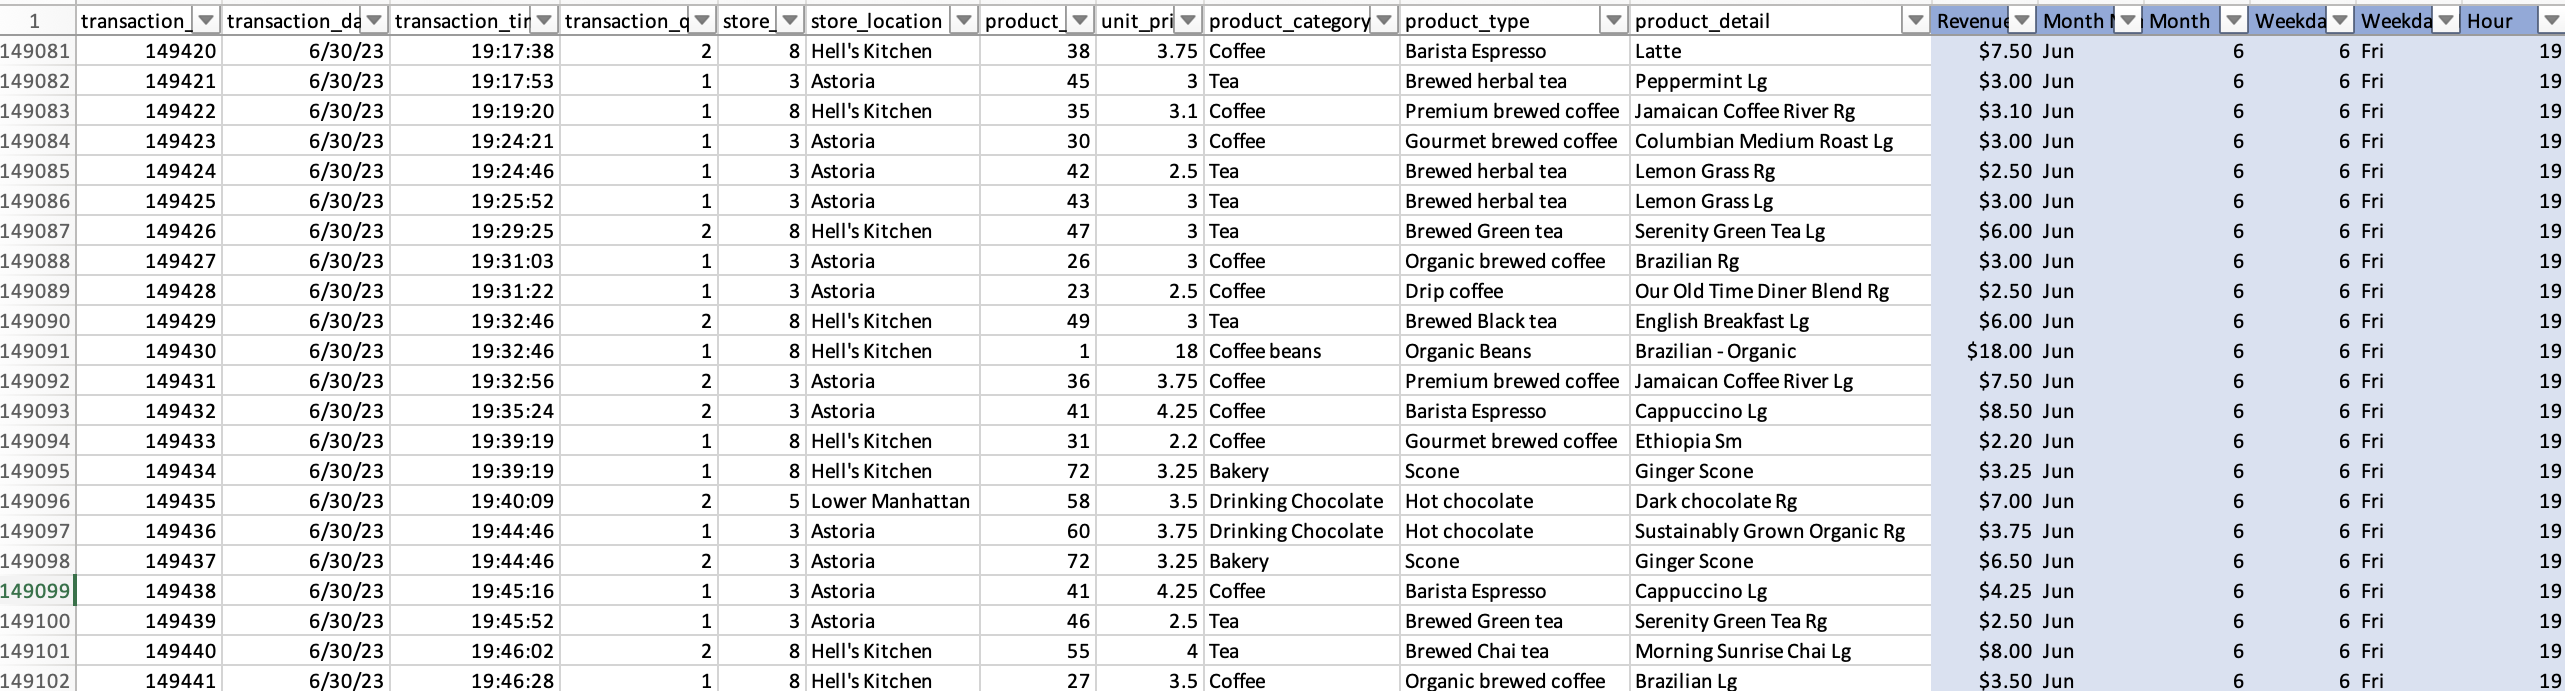 1 transaction_ transaction_da transaction_tir transaction_q store_ store_location product_ unit_pri product_category product_type product_detail Revenue Month M Month Weekda Weekda Hour
149081 149420 6/30/23 19:17:38 2 8 Hell's Kitchen 38 3.75 Coffee Barista Espresso Latte $7.50 Jun 6 6 Fri 19
149082 149421 6/30/23 19:17:53 1 3 Astoria 45 3 Tea Brewed herbal tea Peppermint Lg $3.00 Jun 6 6 Fri 19
149083 149422 6/30/23 19:19:20 1 8 Hell's Kitchen 35 3.1 Coffee Premium brewed coffee Jamaican Coffee River Rg $3.10 Jun 6 6 Fri 19
149084 149423 6/30/23 19:24:21 1 3 Astoria 30 3 Coffee Gourmet brewed coffee Columbian Medium Roast Lg $3.00 Jun 6 6 Fri 19
149085 149424 6/30/23 19:24:46 1 3 Astoria 42 2.5 Tea Brewed herbal tea Lemon Grass Rg $2.50 Jun 6 6 Fri 19
149086 149425 6/30/23 19:25:52 1 3 Astoria 43 3 Tea Brewed herbal tea Lemon Grass Lg $3.00 Jun 6 6 Fri 19
149087 149426 6/30/23 19:29:25 2 8 Hell's Kitchen 47 3 Tea Brewed Green tea Serenity Green Tea Lg $6.00 Jun 6 6 Fri 19
149088 149427 6/30/23 19:31:03 1 3 Astoria 26 3 Coffee Organic brewed coffee Brazilian Rg $3.00 Jun 6 6 Fri 19
149089 149428 6/30/23 19:31:22 1 3 Astoria 23 2.5 Coffee Drip coffee Our Old Time Diner Blend Rg $2.50 Jun 6 6 Fri 19
149090 149429 6/30/23 19:32:46 2 8 Hell's Kitchen 49 3 Tea Brewed Black tea English Breakfast Lg $6.00 Jun 6 6 Fri 19
149091 149430 6/30/23 19:32:46 1 8 Hell's Kitchen 1 18 Coffee beans Organic Beans Brazilian - Organic $18.00 Jun 6 6 Fri 19
149092 149431 6/30/23 19:32:56 2 3 Astoria 36 3.75 Coffee Premium brewed coffee Jamaican Coffee River Lg $7.50 Jun 6 6 Fri 19
149093 149432 6/30/23 19:35:24 2 3 Astoria 41 4.25 Coffee Barista Espresso Cappuccino Lg $8.50 Jun 6 6 Fri 19
149094 149433 6/30/23 19:39:19 1 8 Hell's Kitchen 31 2.2 Coffee Gourmet brewed coffee Ethiopia Sm $2.20 Jun 6 6 Fri 19
149095 149434 6/30/23 19:39:19 1 8 Hell's Kitchen 72 3.25 Bakery Scone Ginger Scone $3.25 Jun 6 6 Fri 19
149096 149435 6/30/23 19:40:09 2 5 Lower Manhattan 58 3.5 Drinking Chocolate Hot chocolate Dark chocolate Rg $7.00 Jun 6 6 Fri 19
149097 149436 6/30/23 19:44:46 1 3 Astoria 60 3.75 Drinking Chocolate Hot chocolate Sustainably Grown Organic Rg $3.75 Jun 6 6 Fri 19
149098 149437 6/30/23 19:44:46 2 3 Astoria 72 3.25 Bakery Scone Ginger Scone $6.50 Jun 6 6 Fri 19
149099 149438 6/30/23 19:45:16 1 3 Astoria 41 4.25 Coffee Barista Espresso Cappuccino Lg $4.25 Jun 6 6 Fri 19
149100 149439 6/30/23 19:45:52 1 3 Astoria 46 2.5 Tea Brewed Green tea Serenity Green Tea Rg $2.50 Jun 6 6 Fri 19
149101 149440 6/30/23 19:46:02 2 8 Hell's Kitchen 55 4 Tea Brewed Chai tea Morning Sunrise Chai Lg $8.00 Jun 6 6 Fri 19
149102 149441 6/30/23 19:46:28 1 8 Hell's Kitchen 27 3.5 Coffee Organic brewed coffee Brazilian Lg $3.50 Jun 6 6 Fri 19